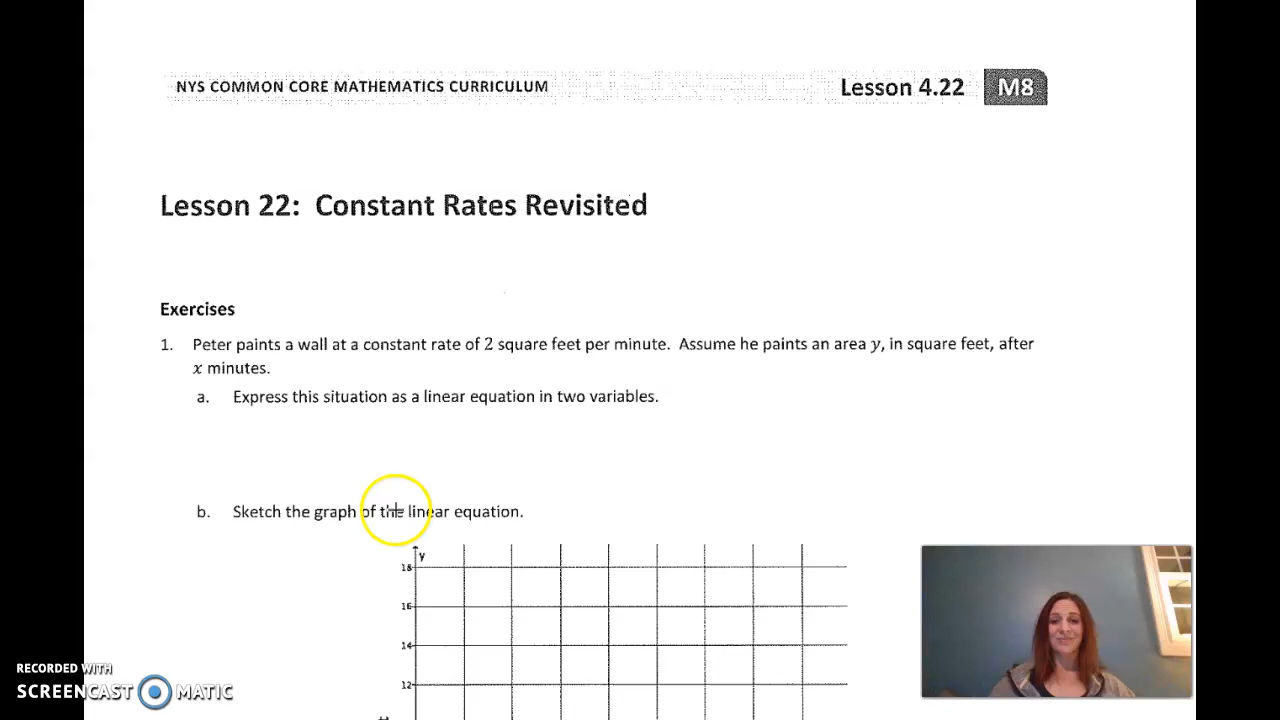 NYS COMMON CORE MATHEMATICS CURRICULUM
Lesson 4.22 M8
Lesson 22: Constant Rates Revisited
Exercises
1. Peter paints a wall at a constant rate of 2 square feet per minute. Assume he paints an area y, in square feet, after
x minutes.
a. Express this situation as a linear equation in two variables.
b. Sketch the graph of the linear equation.
y
18
16
14
12
RECORDED WITH
SCREENCAST MATIC